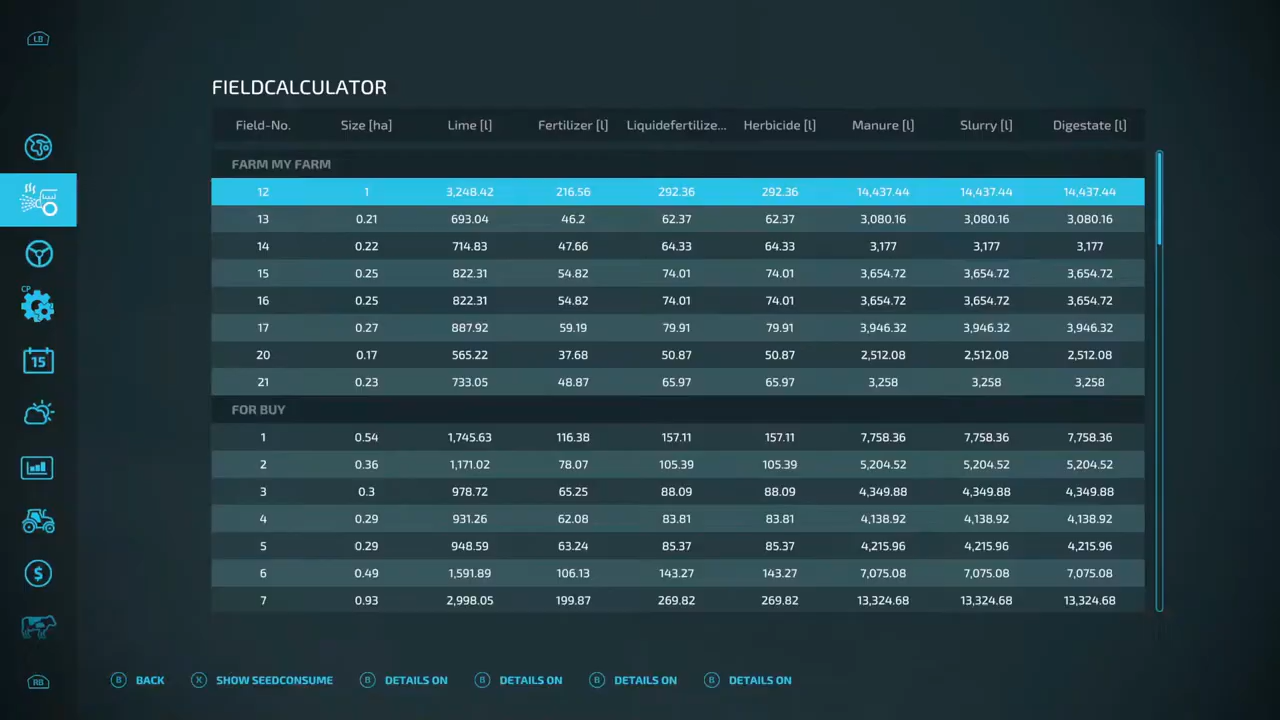 LB
FIELDCALCULATOR
Field-No. Size [ha] Lime [l] Fertilizer [l] Liquidefertilize... Herbicide [l] Manure [l] Slurry [l] Digestate [l]
FARM MY FARM
12 1 3,248.42 216.56 292.36 292.36 14,437.44 14,437.44 14,437.44
13 0.21 693.04 46.2 62.37 62.37 3,080.16 3,080.16 3,080.16
14 0.22 714.83 47.66 64.33 64.33 3,177 3,177 3,177
15 0.25 822.31 54.82 74.01 74.01 3,654.72 3,654.72 3,654.72
16 0.25 822.31 54.82 74.01 74.01 3,654.72 3,654.72 3,654.72
CP
17 0.27 887.92 59.19 79.91 79.91 3,946.32 3,946.32 3,946.32
20 0.17 565.22 37.68 50.87 50.87 2,512.08 2,512.08 2,512.08
15
21 0.23 733.05 48.87 65.97 65.97 3,258 3,258 3,258
FOR BUY
1 0.54 1,745.63 116.38 157.11 157.11 7,758.36 7,758.36 7,758.36
2 0.36 1,171.02 78.07 105.39 105.39 5,204.52 5,204.52 5,204.52
3 0.3 978.72 65.25 88.09 88.09 4,349.88 4,349.88 4,349.88
4 0.29 931.26 62.08 83.81 83.81 4,138.92 4,138.92 4,138.92
5 0.29 948.59 63.24 85.37 85.37 4,215.96 4,215.96 4,215.96
6 0.49 1,591.89 106.13 143.27 143.27 7,075.08 7,075.08 7,075.08
$
7 0.93 2,998.05 199.87 269.82 269.82 13,324.68 13,324.68 13,324.68
RB
B BACK X SHOW SEEDCONSUME B DETAILS ON B DETAILS ON B DETAILS ON B DETAILS ON